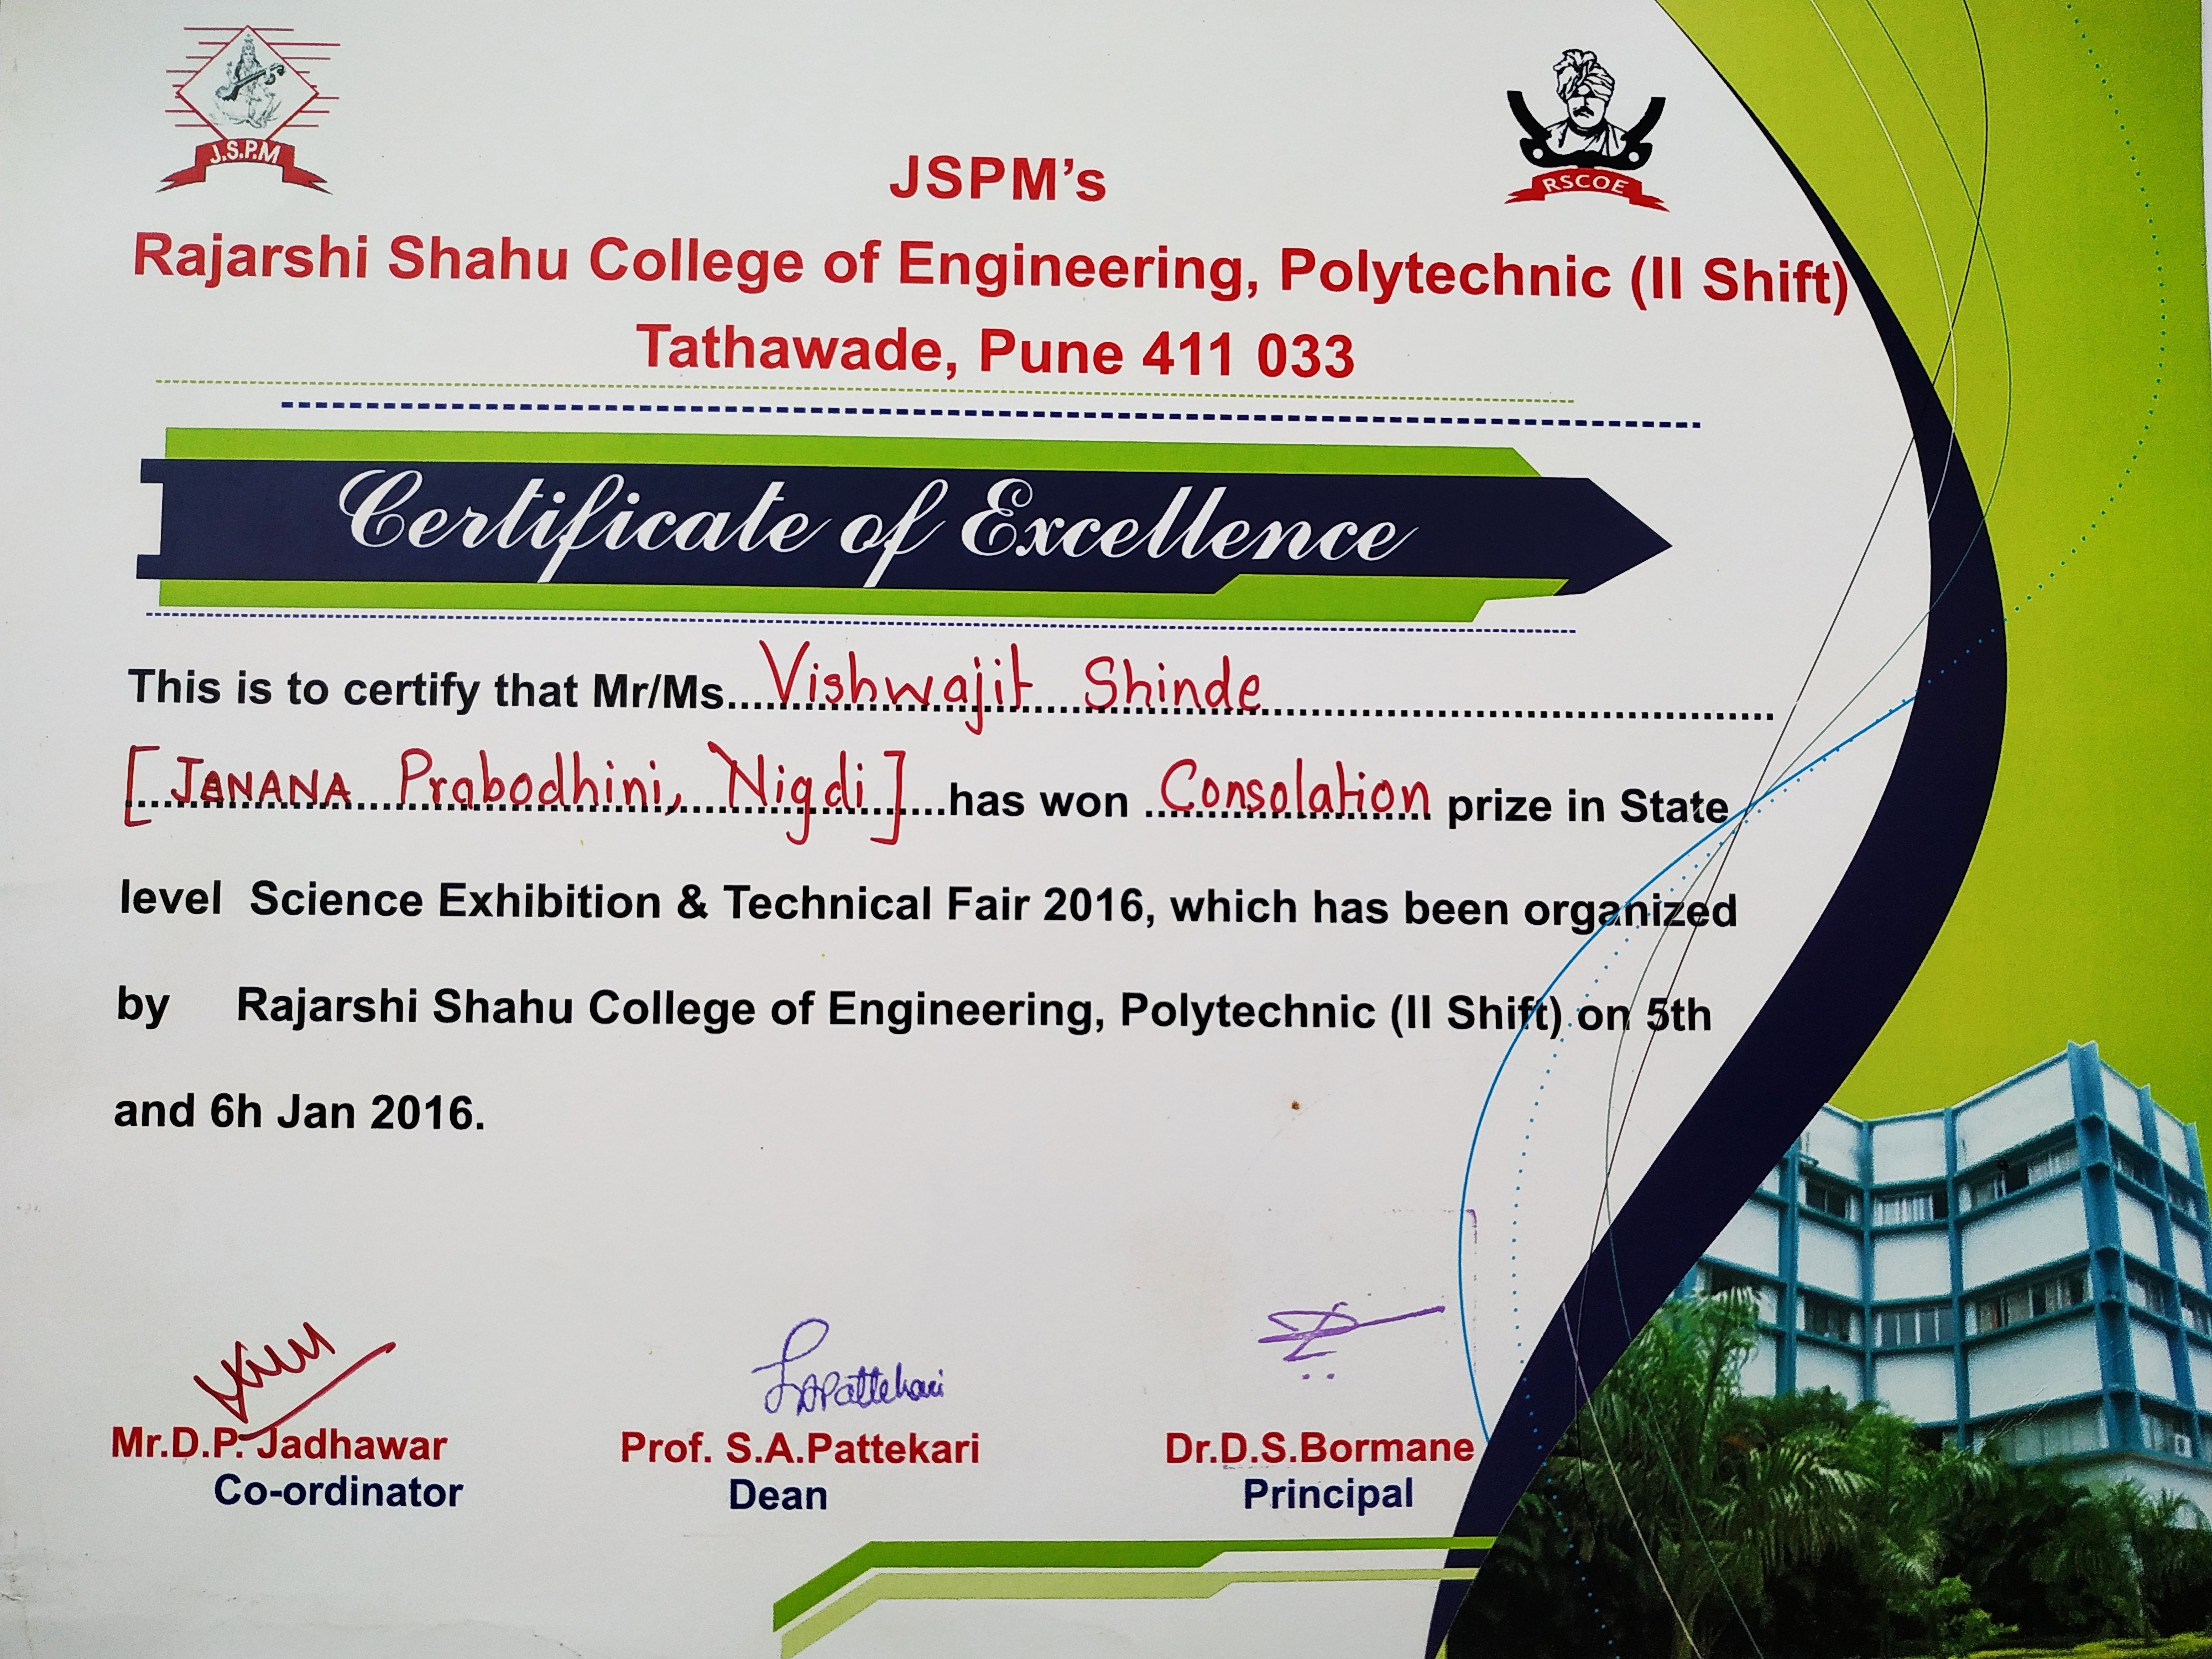 J.S.P.M
RSCOE
JSPM's
Rajarshi Shahu College of Engineering, Polytechnic (II Shift)
Tathawade, Pune 411 033
Certificate of Excellence
This is to certify that Mr/Ms....Vishwajit Shinde....
[JANANA Prabodhini, Nigdi]....has won ...Consolation prize in State
level Science Exhibition & Technical Fair 2016, which has been organized
by Rajarshi Shahu College of Engineering, Polytechnic (II Shift) on 5th
and 6h Jan 2016.
SAPattekari
Mr.D.P. Jadhawar Prof. S.A.Pattekari Dr.D.S.Bormane
Co-ordinator Dean Principal